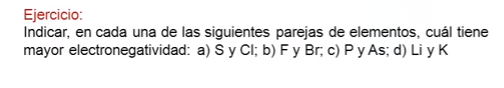 Ejercicio:
Indicar, en cada una de las siguientes parejas de elementos, cuál tiene
mayor electronegatividad: a) S y Cl; b) F y Br; c) P y As; d) Li y K